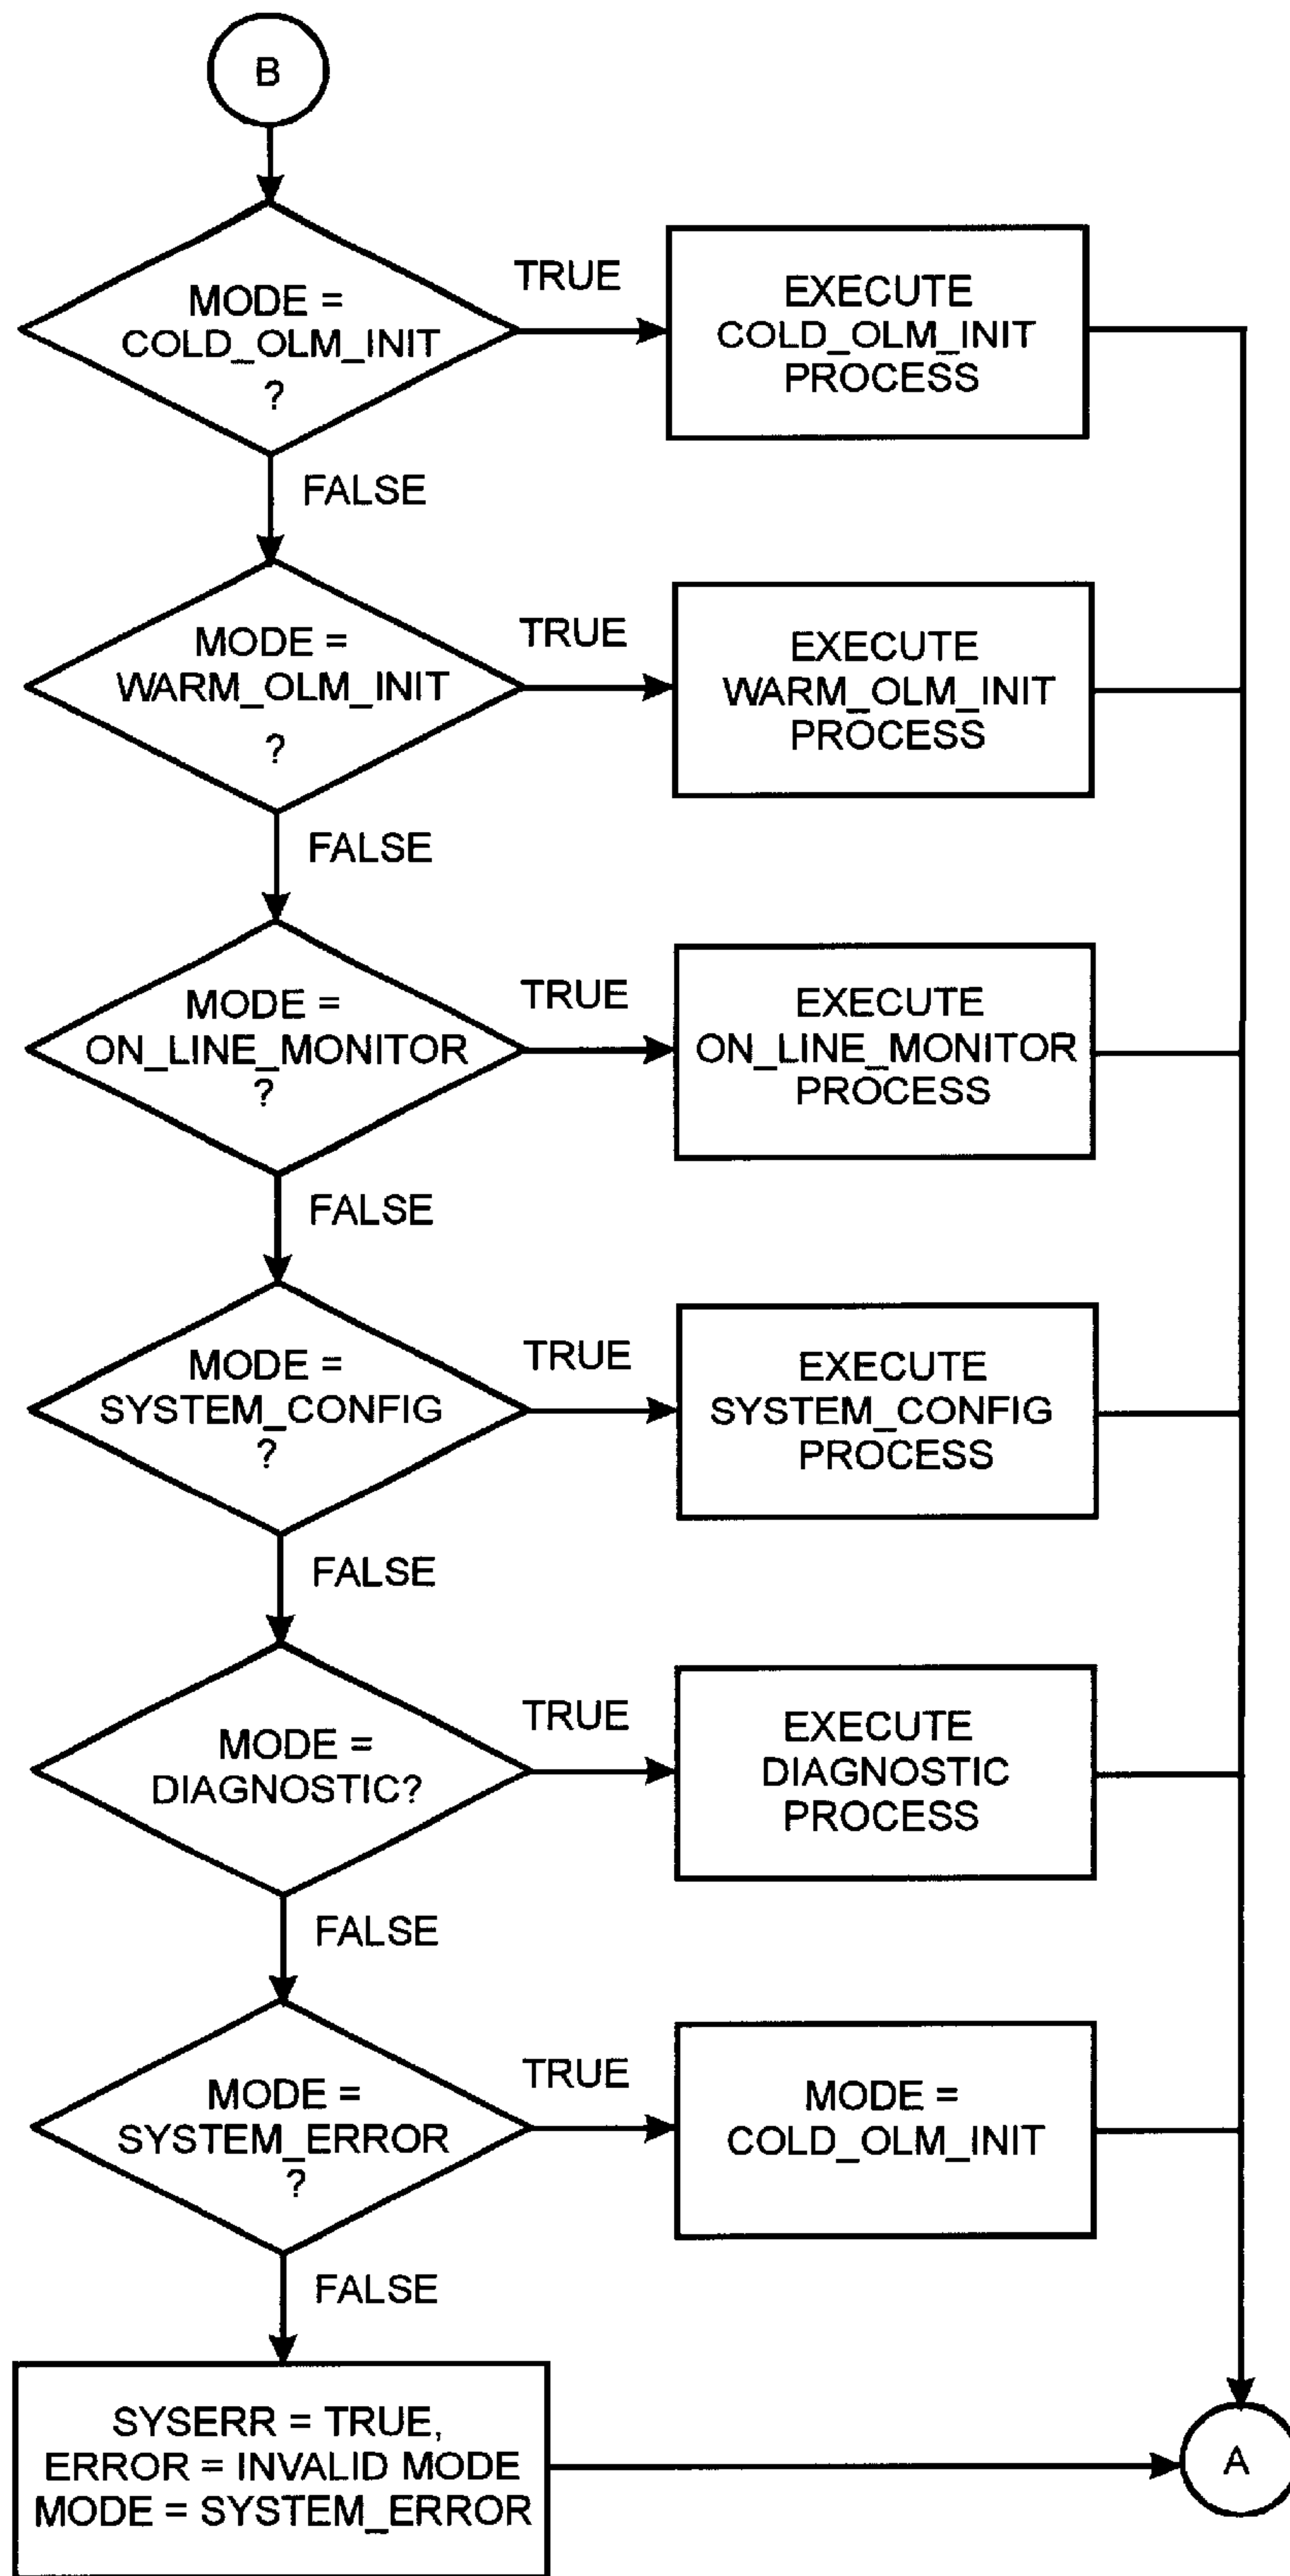 B
MODE =
COLD_OLM_INIT
?
TRUE
EXECUTE
COLD_OLM_INIT
PROCESS
FALSE
MODE =
WARM_OLM_INIT
?
TRUE
EXECUTE
WARM_OLM_INIT
PROCESS
FALSE
MODE =
ON_LINE_MONITOR
?
TRUE
EXECUTE
ON_LINE_MONITOR
PROCESS
FALSE
MODE =
SYSTEM_CONFIG
?
TRUE
EXECUTE
SYSTEM_CONFIG
PROCESS
FALSE
MODE =
DIAGNOSTIC?
TRUE
EXECUTE
DIAGNOSTIC
PROCESS
FALSE
MODE =
SYSTEM_ERROR
?
TRUE
MODE =
COLD_OLM_INIT
FALSE
SYSERR = TRUE,
ERROR = INVALID MODE
MODE = SYSTEM_ERROR
A